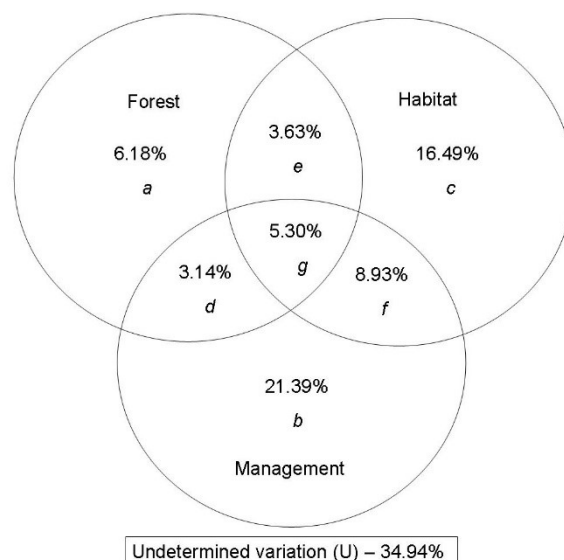 Forest
Habitat
3.63%
6.18%
16.49%
e
a
c
5.30%
3.14%
g
8.93%
d
f
21.39%
b
Management
Undetermined variation (U) – 34.94%